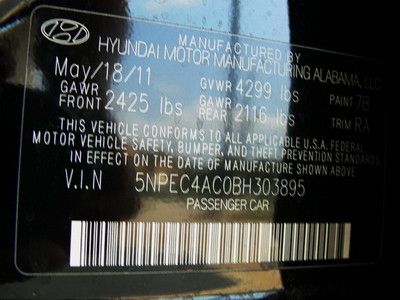 MANUFACTURED BY
HYUNDAI MOTOR MANUFACTURING ALABAMA, LLC
May/18/11 GVWR 4299 lbs PAINT 7B
GAWR FRONT 2425 lbs GAWR REAR 2116 lbs TRIM RA
THIS VEHICLE CONFORMS TO ALL APPLICABLE U.S.A. FEDERAL
MOTOR VEHICLE SAFETY, BUMPER, AND THEFT PREVENTION STANDARDS
IN EFFECT ON THE DATE OF MANUFACTURE SHOWN ABOVE.
V.I.N 5NPEC4AC0BH303895
PASSENGER CAR